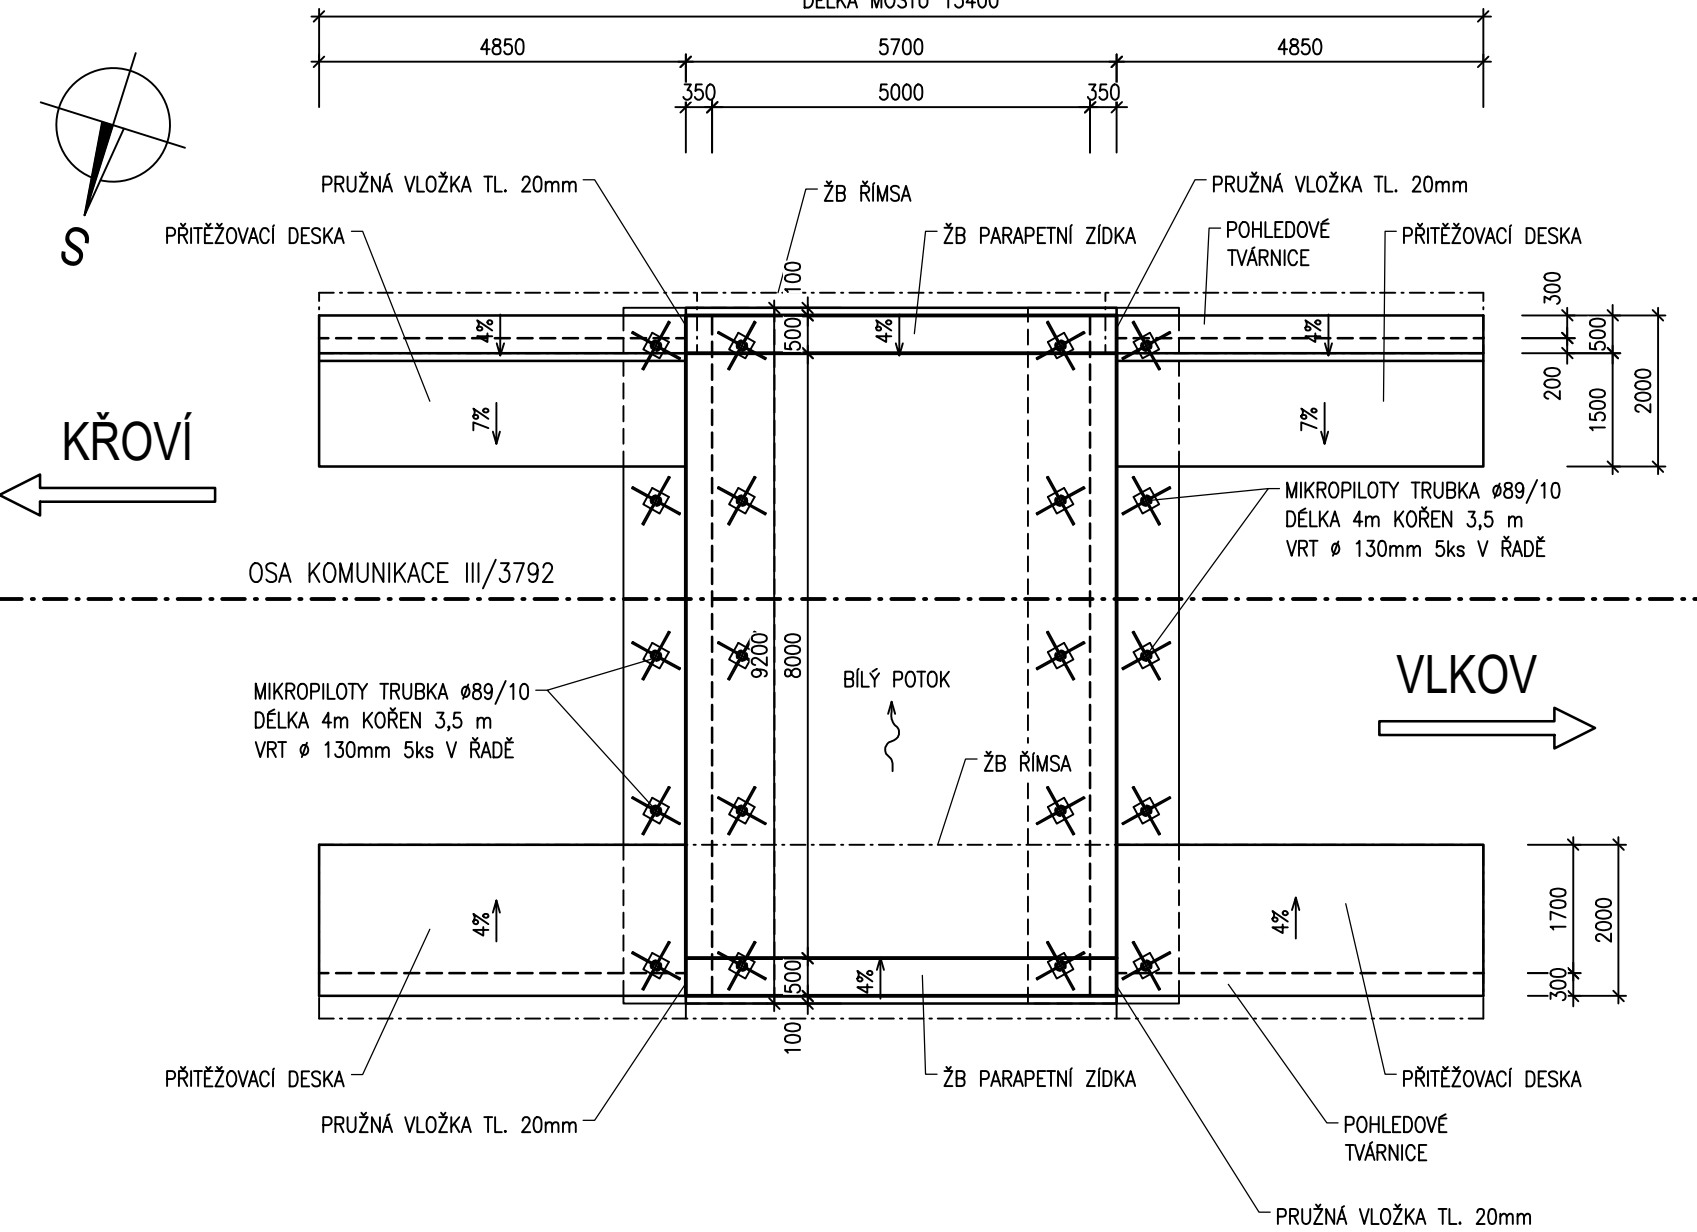 DÉLKA MOSTU 15400
4850
5700
4850
350
5000
350
S
PRUŽNÁ VLOŽKA TL. 20mm
ŽB ŘÍMSA
PRUŽNÁ VLOŽKA TL. 20mm
PŘITĚŽOVACÍ DESKA
ŽB PARAPETNÍ ZÍDKA
POHLEDOVÉ
TVÁRNICE
PŘITĚŽOVACÍ DESKA
100
300
4%
500
4%
4%
500
200
2000
7%
7%
1500
KŘOVÍ
MIKROPILOTY TRUBKA ø89/10
DÉLKA 4m KOŘEN 3,5 m
VRT ø 130mm 5ks V ŘADĚ
OSA KOMUNIKACE III/3792
9200
8000
BÍLÝ POTOK
VLKOV
MIKROPILOTY TRUBKA ø89/10
DÉLKA 4m KOŘEN 3,5 m
VRT ø 130mm 5ks V ŘADĚ
ŽB ŘÍMSA
4%
4%
1700
2000
500
4%
300
100
PŘITĚŽOVACÍ DESKA
ŽB PARAPETNÍ ZÍDKA
PŘITĚŽOVACÍ DESKA
PRUŽNÁ VLOŽKA TL. 20mm
POHLEDOVÉ
TVÁRNICE
PRUŽNÁ VLOŽKA TL. 20mm